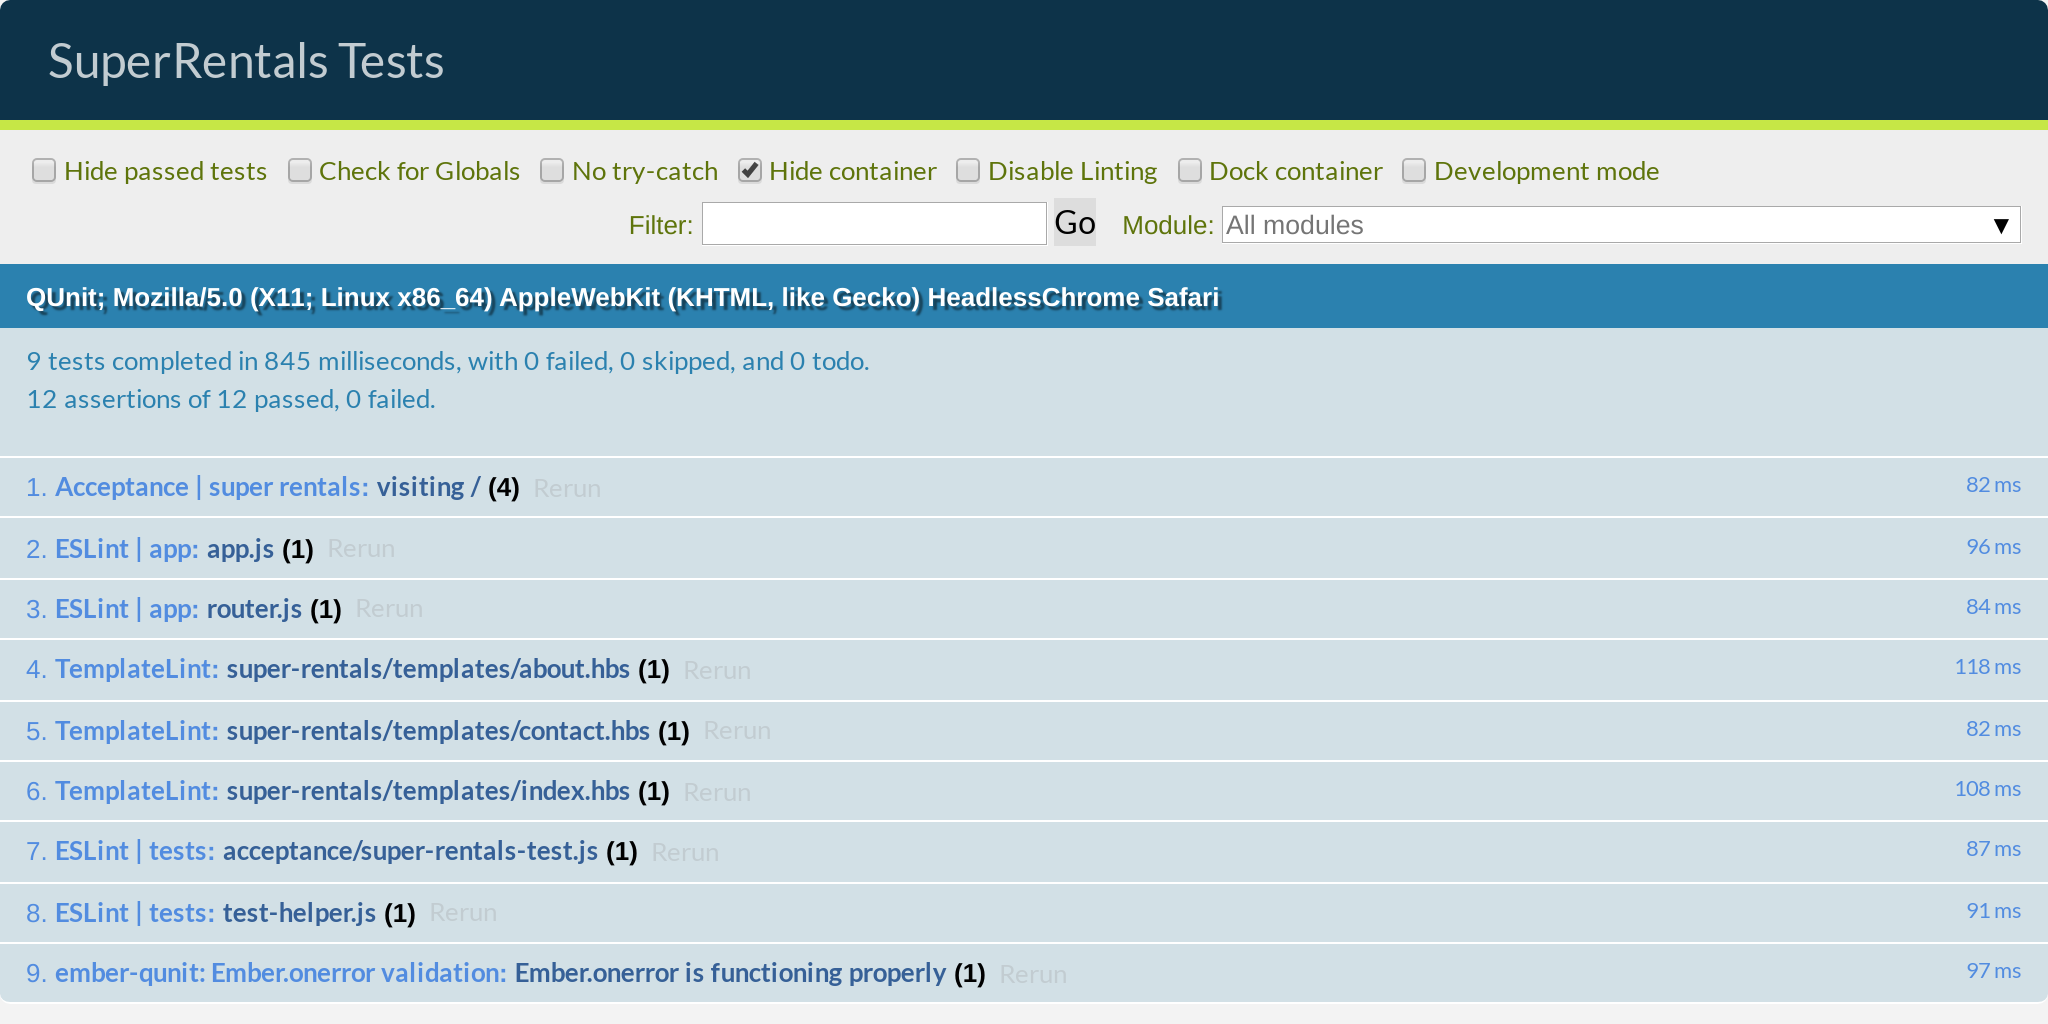 SuperRentals Tests
Hide passed tests Check for Globals No try-catch Hide container Disable Linting Dock container Development mode
Filter: Go Module: All modules ▼
QUnit; Mozilla/5.0 (X11; Linux x86_64) AppleWebKit (KHTML, like Gecko) HeadlessChrome Safari
9 tests completed in 845 milliseconds, with 0 failed, 0 skipped, and 0 todo.
12 assertions of 12 passed, 0 failed.
1. Acceptance | super rentals: visiting / (4) Rerun 82 ms
2. ESLint | app: app.js (1) Rerun 96 ms
3. ESLint | app: router.js (1) Rerun 84 ms
4. TemplateLint: super-rentals/templates/about.hbs (1) Rerun 118 ms
5. TemplateLint: super-rentals/templates/contact.hbs (1) Rerun 82 ms
6. TemplateLint: super-rentals/templates/index.hbs (1) Rerun 108 ms
7. ESLint | tests: acceptance/super-rentals-test.js (1) Rerun 87 ms
8. ESLint | tests: test-helper.js (1) Rerun 91 ms
9. ember-qunit: Ember.onerror validation: Ember.onerror is functioning properly (1) Rerun 97 ms